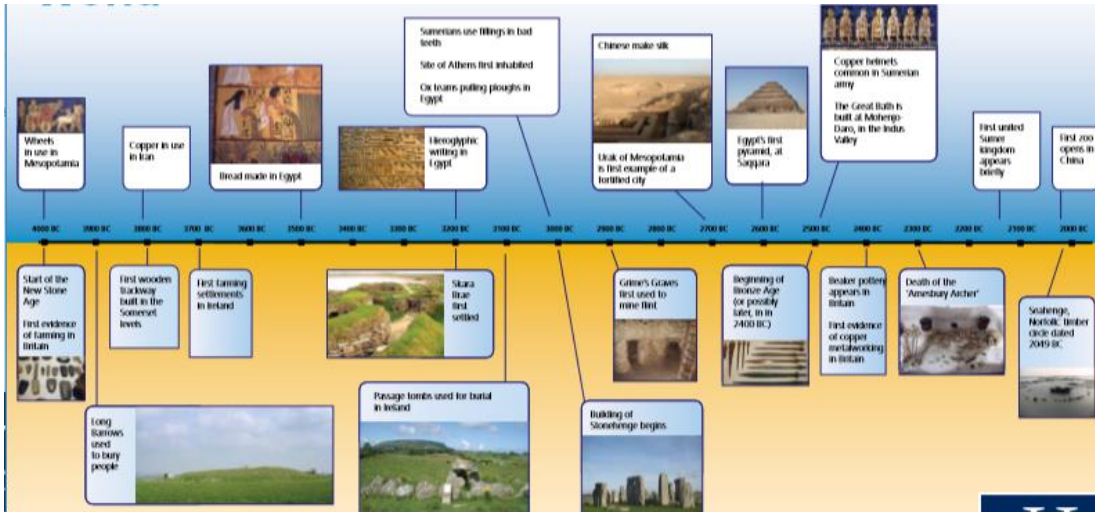 World
Wheels
in use in
Mesopotamia
Copper in use
in Iran
Bread made in Egypt
Hieroglyphic
writing in
Egypt
Sumerians use fillings in bad
teeth
Site of Athens first inhabited
Ox teams pulling ploughs in
Egypt
Chinese make silk
Uruk of Mesopotamia
is first example of a
fortified city
Egypt's first
pyramid, at
Saqqara
Copper helmets
common in Sumerian
army
The Great Bath is
built at Mohenjo-
Daro, in the Indus
Valley
First united
Sumer
kingdom
appears
briefly
First zoo
opens in
China
4000 BC 3900 BC 3800 BC 3700 BC 3600 BC 3500 BC 3400 BC 3300 BC 3200 BC 3100 BC 3000 BC 2900 BC 2800 BC 2700 BC 2600 BC 2500 BC 2400 BC 2300 BC 2200 BC 2100 BC 2000 BC
Start of the
New Stone
Age
First evidence
of farming in
Britain
First wooden
trackway
built in the
Somerset
levels
First farming
settlements
in Ireland
Skara
Brae
first
settled
Grime's Graves
first used to
mine flint
Beginning of
Bronze Age
(or possibly
later, in in
2400 BC)
Beaker pottery
appears in
Britain
First evidence
of copper
metalworking
in Britain
Death of the
'Amesbury Archer'
Seahenge,
Norfolk, timber
circle dated
2049 BC
Long
Barrows
used
to bury
people
Passage tombs used for burial
in Ireland
Building of
Stonehenge begins